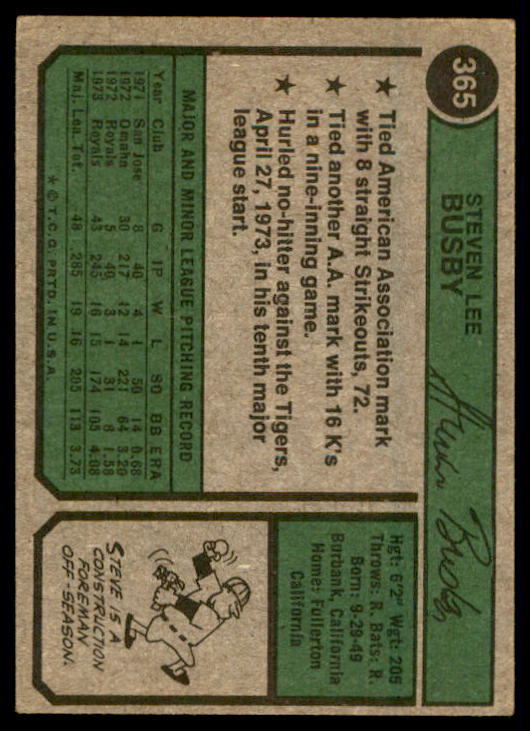 365
STEVEN LEE
BUSBY
Steven Busby
★ Tied American Association mark
with 8 straight Strikeouts, 72.
★ Tied another A.A. mark with 16 K's
in a nine-inning game.
★ Hurled no-hitter against the Tigers,
April 27, 1973, in his tenth major
league start.
MAJOR AND MINOR LEAGUE PITCHING RECORD
Year Club G IP W L SO BB ERA
1971 San Jose 8 40 4 1 50 14 0.68
1972 Omaha 30 217 12 14 221 64 3.20
1972 Royals 5 40 3 1 31 8 1.58
1973 Royals 43 245 16 15 174 105 4.08
Maj. Lea. Tot. 48 285 19 16 205 113 3.73
★ © T.C.G. PRTD. IN U.S.A.
Hgt: 6'2" Wgt: 205
Throws: R. Bats: R.
Born: 9-29-49
Burbank, California
Home: Fullerton
California
STEVE IS A
CONSTRUCTION
FOREMAN
OFF-SEASON.